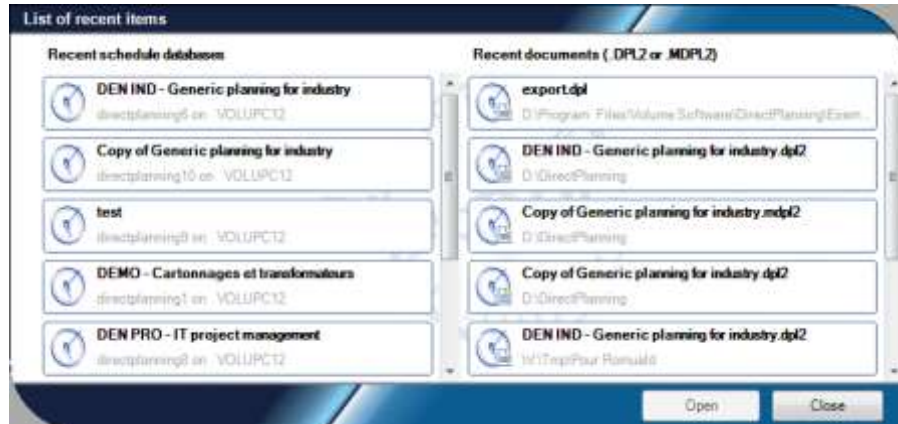 List of recent items
Recent schedule databases
DEN IND - Generic planning for industry
directplanning6 on VOLUPC12
Copy of Generic planning for industry
directplanning10 on VOLUPC12
test
directplanning9 on VOLUPC12
DEMO - Cartonnages et transformateurs
directplanning1 on VOLUPC12
DEN PRO - IT project management
directplanning8 on VOLUPC12
Recent documents (.DPL2 or .MDPL2)
export.dpl
D:\Program Files\Volume Software\DirectPlanning\Exem...
DEN IND - Generic planning for industry.dpl2
D:\DirectPlanning
Copy of Generic planning for industry.mdpl2
D:\DirectPlanning
Copy of Generic planning for industry.dpl2
D:\DirectPlanning
DEN IND - Generic planning for industry.dpl2
Open
Close